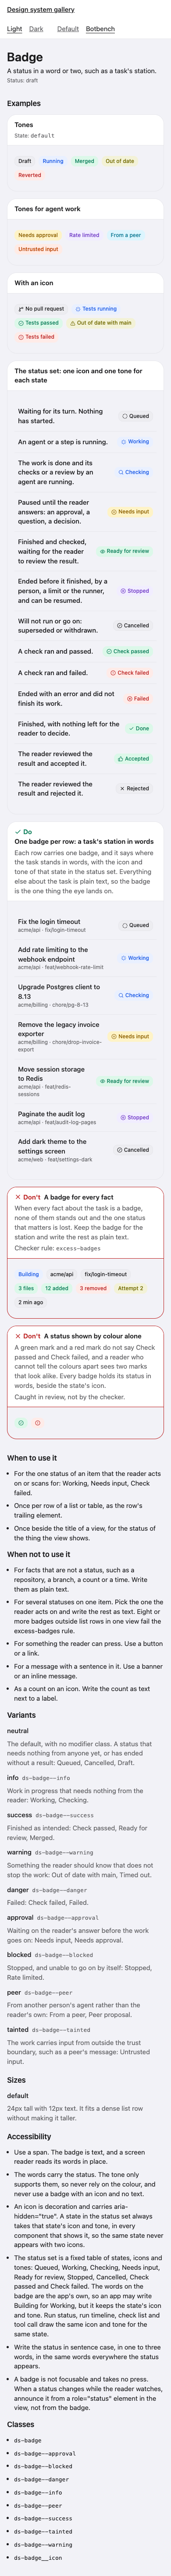 Design system gallery
Light Dark Default Botbench
Badge
A status in a word or two, such as a task's station.
Status: draft
Examples
Tones
State: default
Draft Running Merged Out of date
Reverted
Tones for agent work
Needs approval Rate limited From a peer
Untrusted input
With an icon
No pull request Tests running
Tests passed Out of date with main
Tests failed
The status set: one icon and one tone for
each state
Waiting for its turn. Nothing
has started.
Queued
An agent or a step is running.
Working
The work is done and its
checks or a review by an
agent are running.
Checking
Paused until the reader
answers: an approval, a
question, a decision.
Needs input
Finished and checked,
waiting for the reader
to review the result.
Ready for review
Ended before it finished, by a
person, a limit or the runner,
and can be resumed.
Stopped
Will not run or go on:
superseded or withdrawn.
Cancelled
A check ran and passed.
Check passed
A check ran and failed.
Check failed
Ended with an error and did not
finish its work.
Failed
Finished, with nothing left for the
reader to decide.
Done
The reader reviewed the
result and accepted it.
Accepted
The reader reviewed the
result and rejected it.
Rejected
Do
One badge per row: a task's station in words
Each row carries one badge, and it says where
the task stands in words, with the icon and
the tone of that state in the status set. Everything
else about the task is plain text, so the badge
is the one thing the eye lands on.
Fix the login timeout
acme/api · fix/login-timeout
Queued
Add rate limiting to the
webhook endpoint
acme/api · feat/webhook-rate-limit
Working
Upgrade Postgres client to
8.13
acme/billing · chore/pg-8-13
Checking
Remove the legacy invoice
exporter
acme/billing · chore/drop-invoice-
export
Needs input
Move session storage
to Redis
acme/api · feat/redis-
sessions
Ready for review
Paginate the audit log
acme/api · feat/audit-log-pages
Stopped
Add dark theme to the
settings screen
acme/web · feat/settings-dark
Cancelled
Don't A badge for every fact
When every fact about the task is a badge,
none of them stands out and the one status
that matters is lost. Keep the badge for the
station and write the rest as plain text.
Checker rule: excess-badges
Building acme/api fix/login-timeout
3 files 12 added 3 removed Attempt 2
2 min ago
Don't A status shown by colour alone
A green mark and a red mark do not say Check
passed and Check failed, and a reader who
cannot tell the colours apart sees two marks
that look alike. Every badge holds its status in
words, beside the state's icon.
Caught in review, not by the checker.
When to use it
For the one status of an item that the reader acts
on or scans for: Working, Needs input, Check
failed.
Once per row of a list or table, as the row's
trailing element.
Once beside the title of a view, for the status of
the thing the view shows.
When not to use it
For facts that are not a status, such as a
repository, a branch, a count or a time. Write
them as plain text.
For several statuses on one item. Pick the one the
reader acts on and write the rest as text. Eight or
more badges outside list rows in one view fail the
excess-badges rule.
For something the reader can press. Use a button
or a link.
For a message with a sentence in it. Use a banner
or an inline message.
As a count on an icon. Write the count as text
next to a label.
Variants
neutral
The default, with no modifier class. A status that
needs nothing from anyone yet, or has ended
without a result: Queued, Cancelled, Draft.
info ds-badge--info
Work in progress that needs nothing from the
reader: Working, Checking.
success ds-badge--success
Finished as intended: Check passed, Ready for
review, Merged.
warning ds-badge--warning
Something the reader should know that does not
stop the work: Out of date with main, Timed out.
danger ds-badge--danger
Failed: Check failed, Failed.
approval ds-badge--approval
Waiting on the reader's answer before the work
goes on: Needs input, Needs approval.
blocked ds-badge--blocked
Stopped, and unable to go on by itself: Stopped,
Rate limited.
peer ds-badge--peer
From another person's agent rather than the
reader's own: From a peer, Peer proposal.
tainted ds-badge--tainted
The work carries input from outside the trust
boundary, such as a peer's message: Untrusted
input.
Sizes
default
24px tall with 12px text. It fits a dense list row
without making it taller.
Accessibility
Use a span. The badge is text, and a screen
reader reads its words in place.
The words carry the status. The tone only
supports them, so never rely on the colour, and
never use a badge with an icon and no text.
An icon is decoration and carries aria-
hidden="true". A state in the status set always
takes that state's icon and tone, in every
component that shows it, so the same state never
appears with two icons.
The status set is a fixed table of states, icons and
tones: Queued, Working, Checking, Needs input,
Ready for review, Stopped, Cancelled, Check
passed and Check failed. The words on the
badge are the app's own, so an app may write
Building for Working, but it keeps the state's icon
and tone. Run status, run timeline, check list and
tool call draw the same icon and tone for the
same state.
Write the status in sentence case, in one to three
words, in the same words everywhere the status
appears.
A badge is not focusable and takes no press.
When a status changes while the reader watches,
announce it from a role="status" element in the
view, not from the badge.
Classes
ds-badge
ds-badge--approval
ds-badge--blocked
ds-badge--danger
ds-badge--info
ds-badge--peer
ds-badge--success
ds-badge--tainted
ds-badge--warning
ds-badge__icon